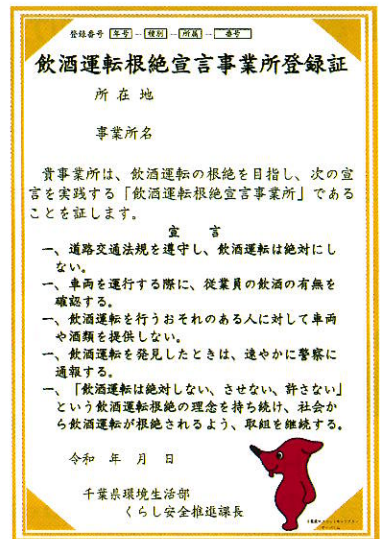 登録番号 年号－種別－所属－番号
飲酒運転根絶宣言事業所登録証
所在地
事業所名
貴事業所は、飲酒運転の根絶を目指し、次の宣
言を実践する「飲酒運転根絶宣言事業所」である
ことを証します。
宣 言
一、道路交通法規を遵守し、飲酒運転は絶対にし
ない。
一、車両を運行する際に、従業員の飲酒の有無を
確認する。
一、飲酒運転を行うおそれのある人に対して車両
や酒類を提供しない。
一、飲酒運転を発見したときは、速やかに警察に
通報する。
一、「飲酒運転は絶対しない、させない、許さない」
という飲酒運転根絶の理念を持ち続け、社会か
ら飲酒運転が根絶されるよう、取組を継続する。
令和 年 月 日
千葉県環境生活部
くらし安全推進課長